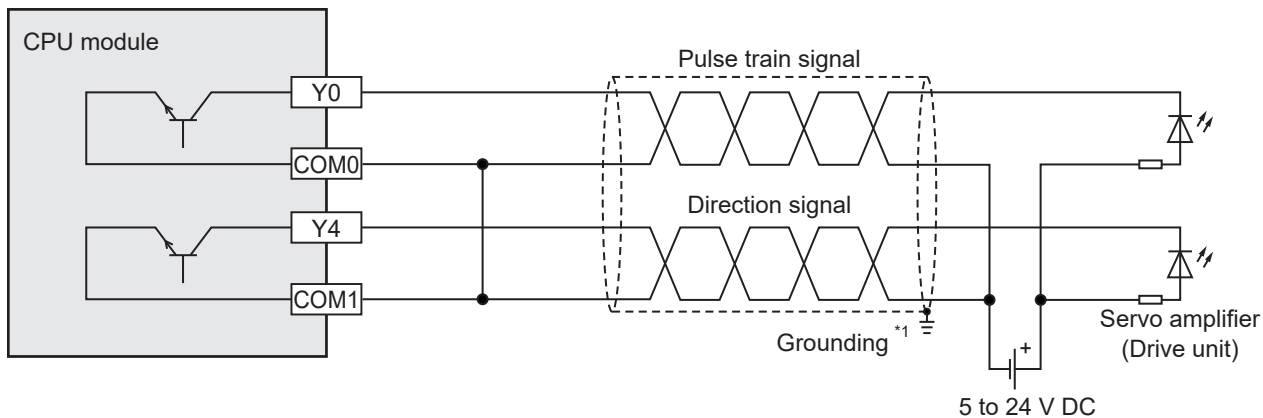 CPU module
Pulse train signal
Y0
COM0
Direction signal
Y4
COM1
Grounding *1
+
Servo amplifier
(Drive unit)
5 to 24 V DC